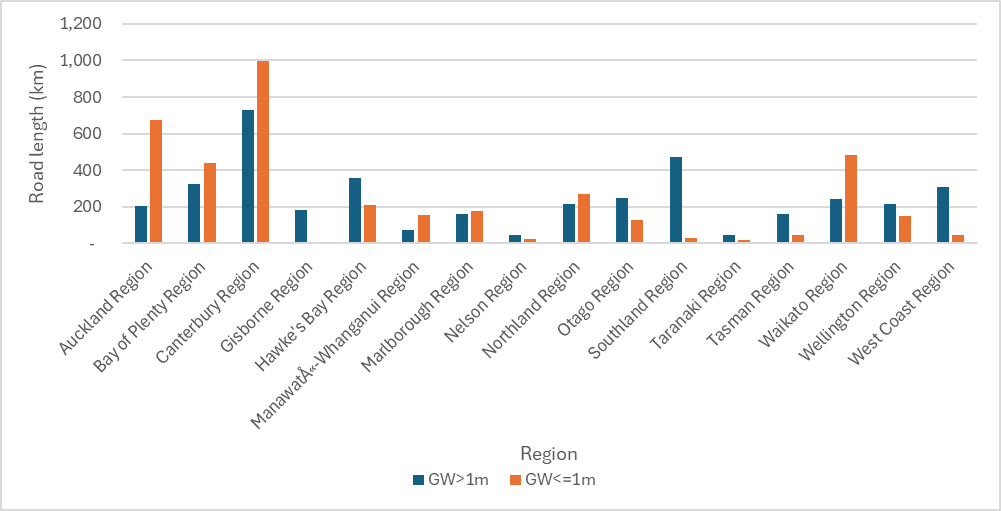 1,200
1,000
800
600
400
200
-
Road length (km)
Auckland Region
Bay of Plenty Region
Canterbury Region
Gisborne Region
Hawke's Bay Region
ManawatÅ«-Whanganui Region
Marlborough Region
Nelson Region
Northland Region
Otago Region
Southland Region
Taranaki Region
Tasman Region
Waikato Region
Wellington Region
West Coast Region
Region
GW>1m GW<=1m